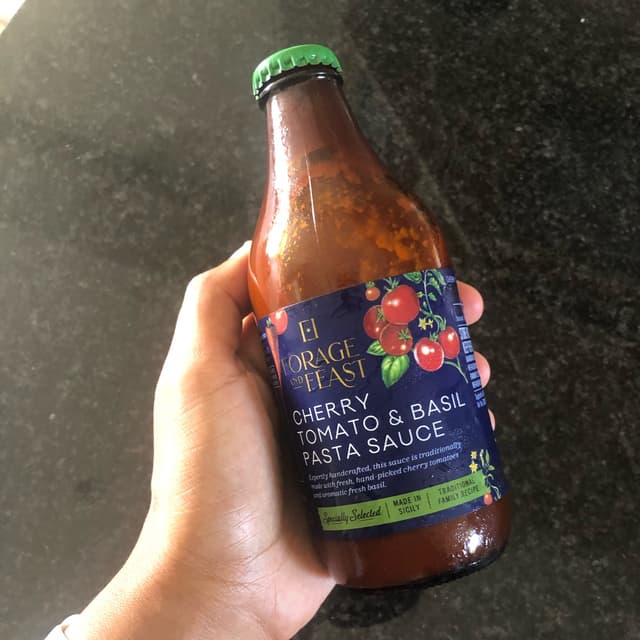 FORAGE
AND FEAST
CHERRY
TOMATO & BASIL
PASTA SAUCE
Expertly handcrafted, this sauce is traditionally
made with fresh, hand-picked cherry tomatoes
and aromatic fresh basil.
Specially Selected
MADE IN
SICILY
TRADITIONAL
FAMILY RECIPE